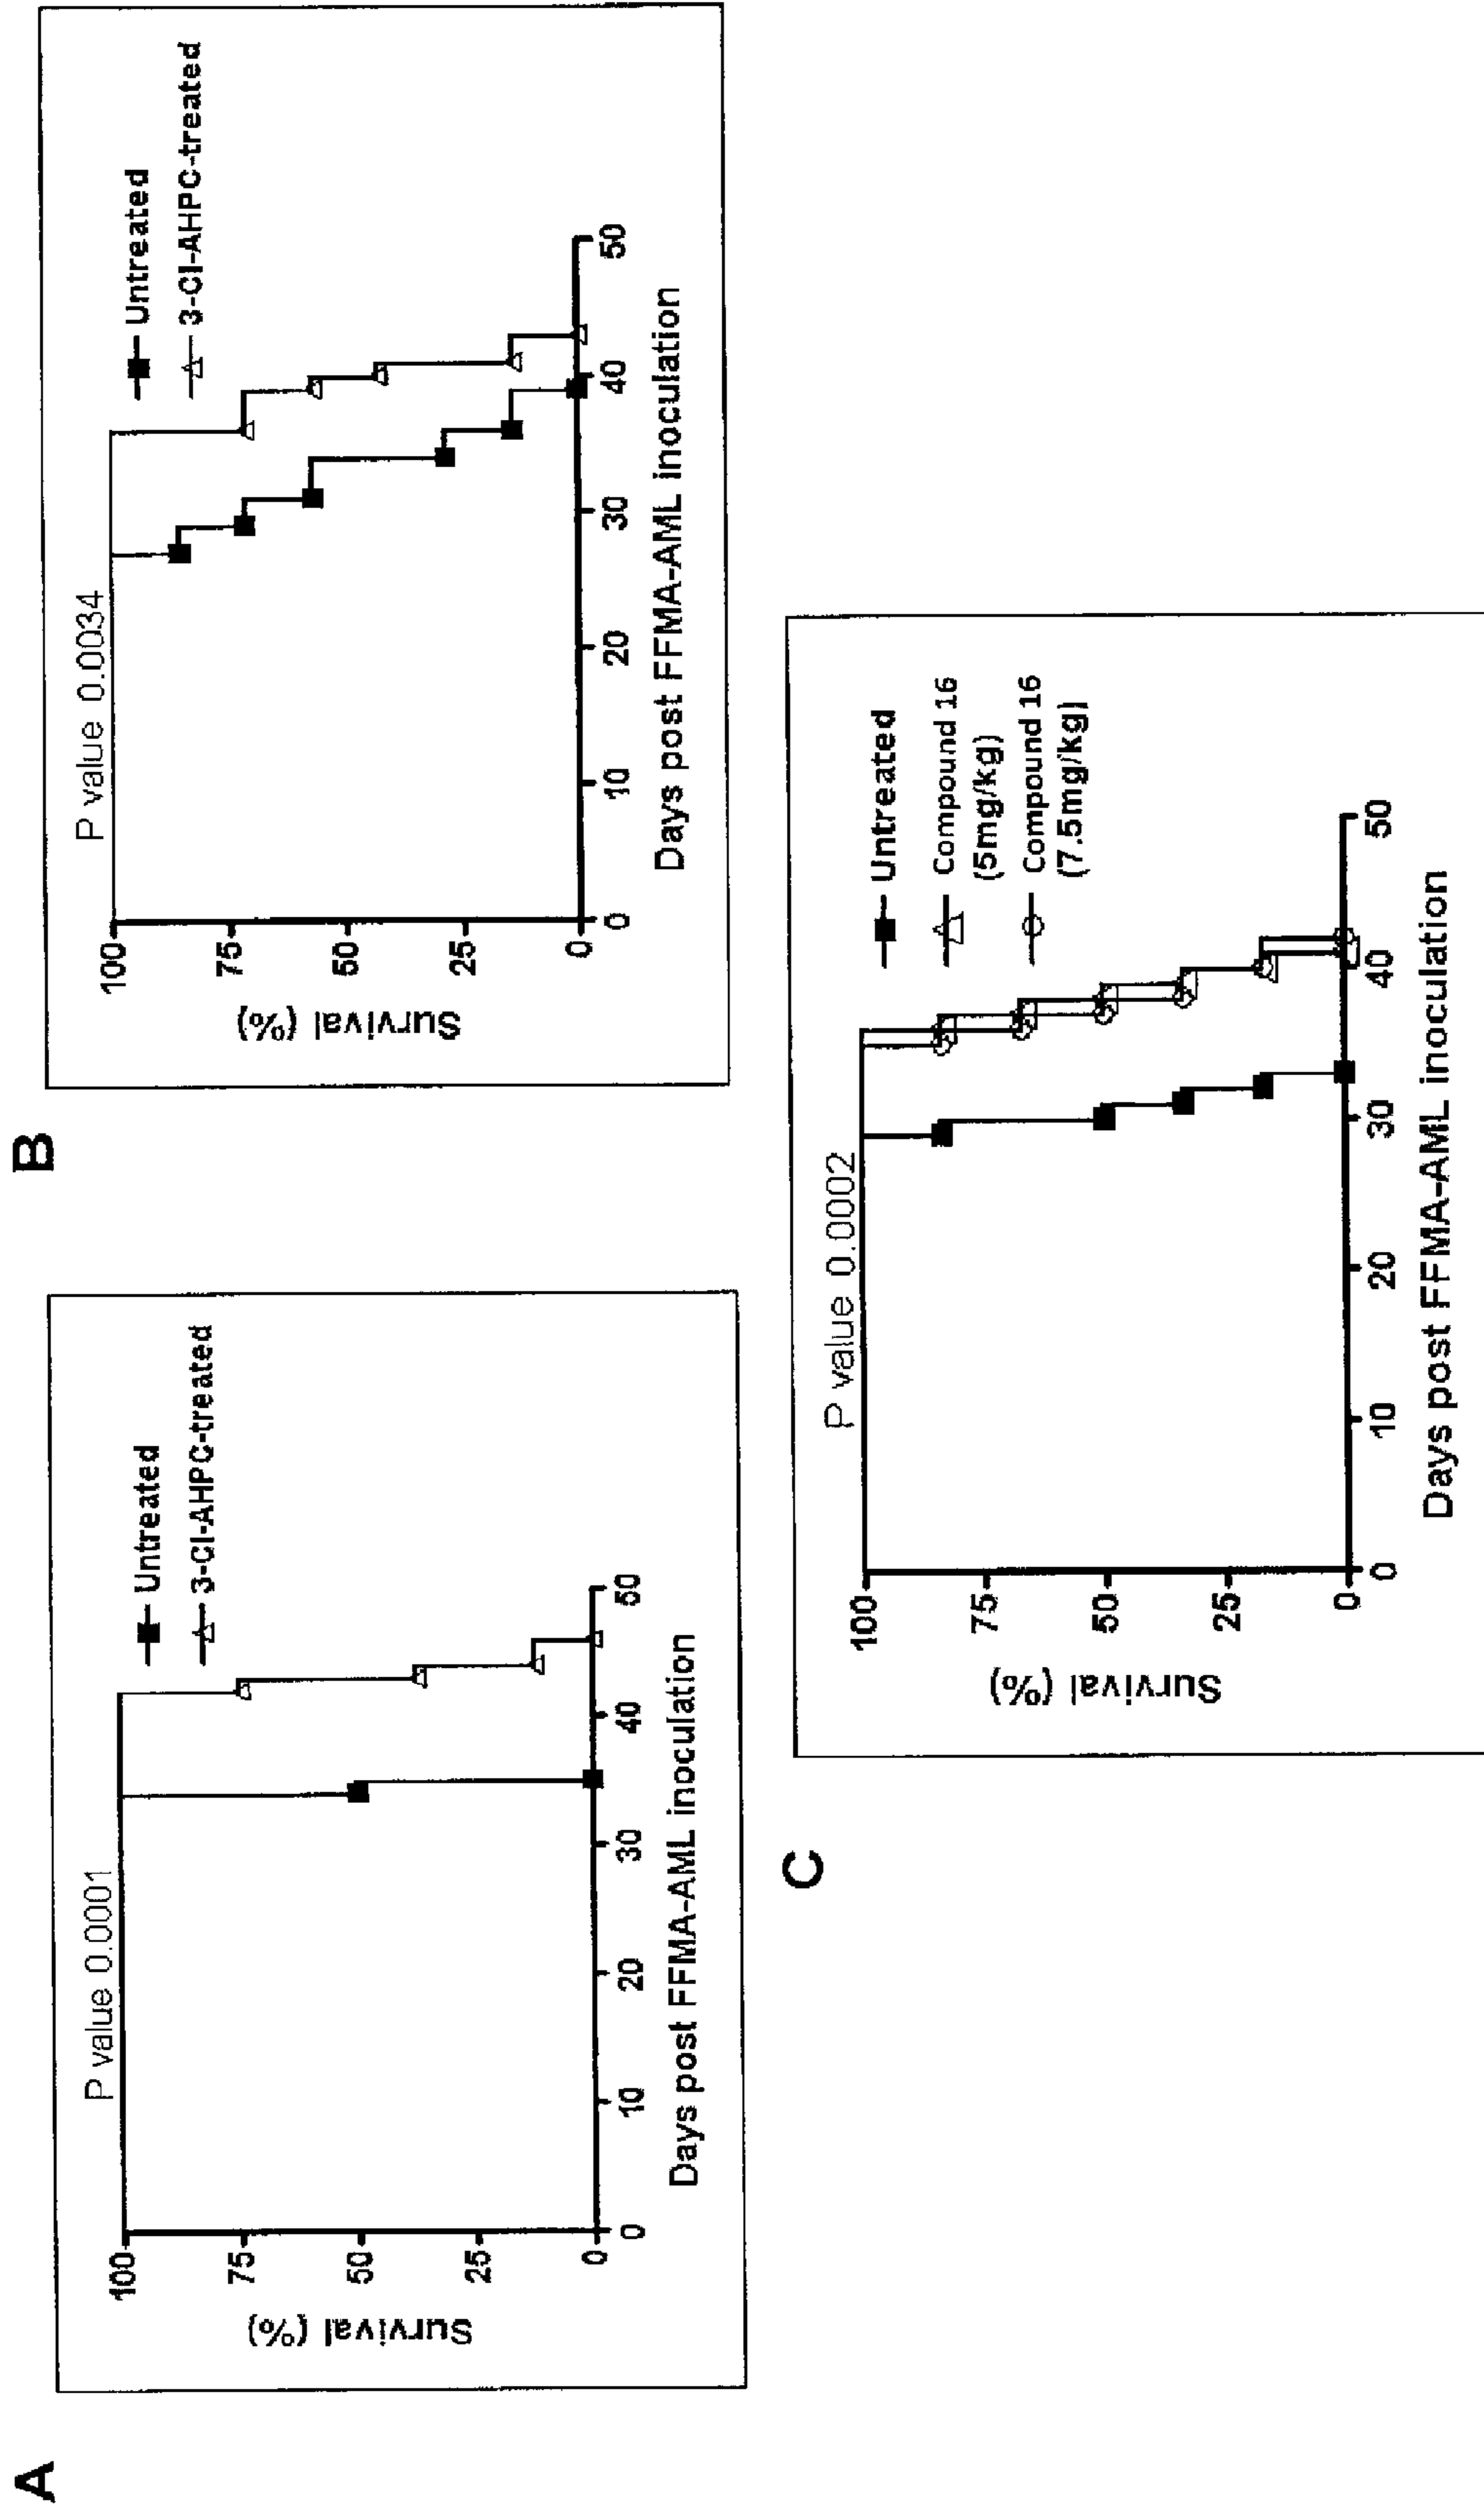 A
P value 0.0001
Untreated
3-Cl-AHPC-treated
Survival (%)
100
75
50
25
0
0
10
20
30
40
50
Days post FFMA-AML inoculation
B
P value 0.0034
Untreated
3-Cl-AHPC-treated
Survival (%)
100
75
50
25
0
0
10
20
30
40
50
Days post FFMA-AML inoculation
C
P value 0.0002
Untreated
Compound 16
(5mg/kg)
Compound 16
(7.5mg/kg)
Survival (%)
100
75
50
25
0
0
10
20
30
40
50
Days post FFMA-AML inoculation